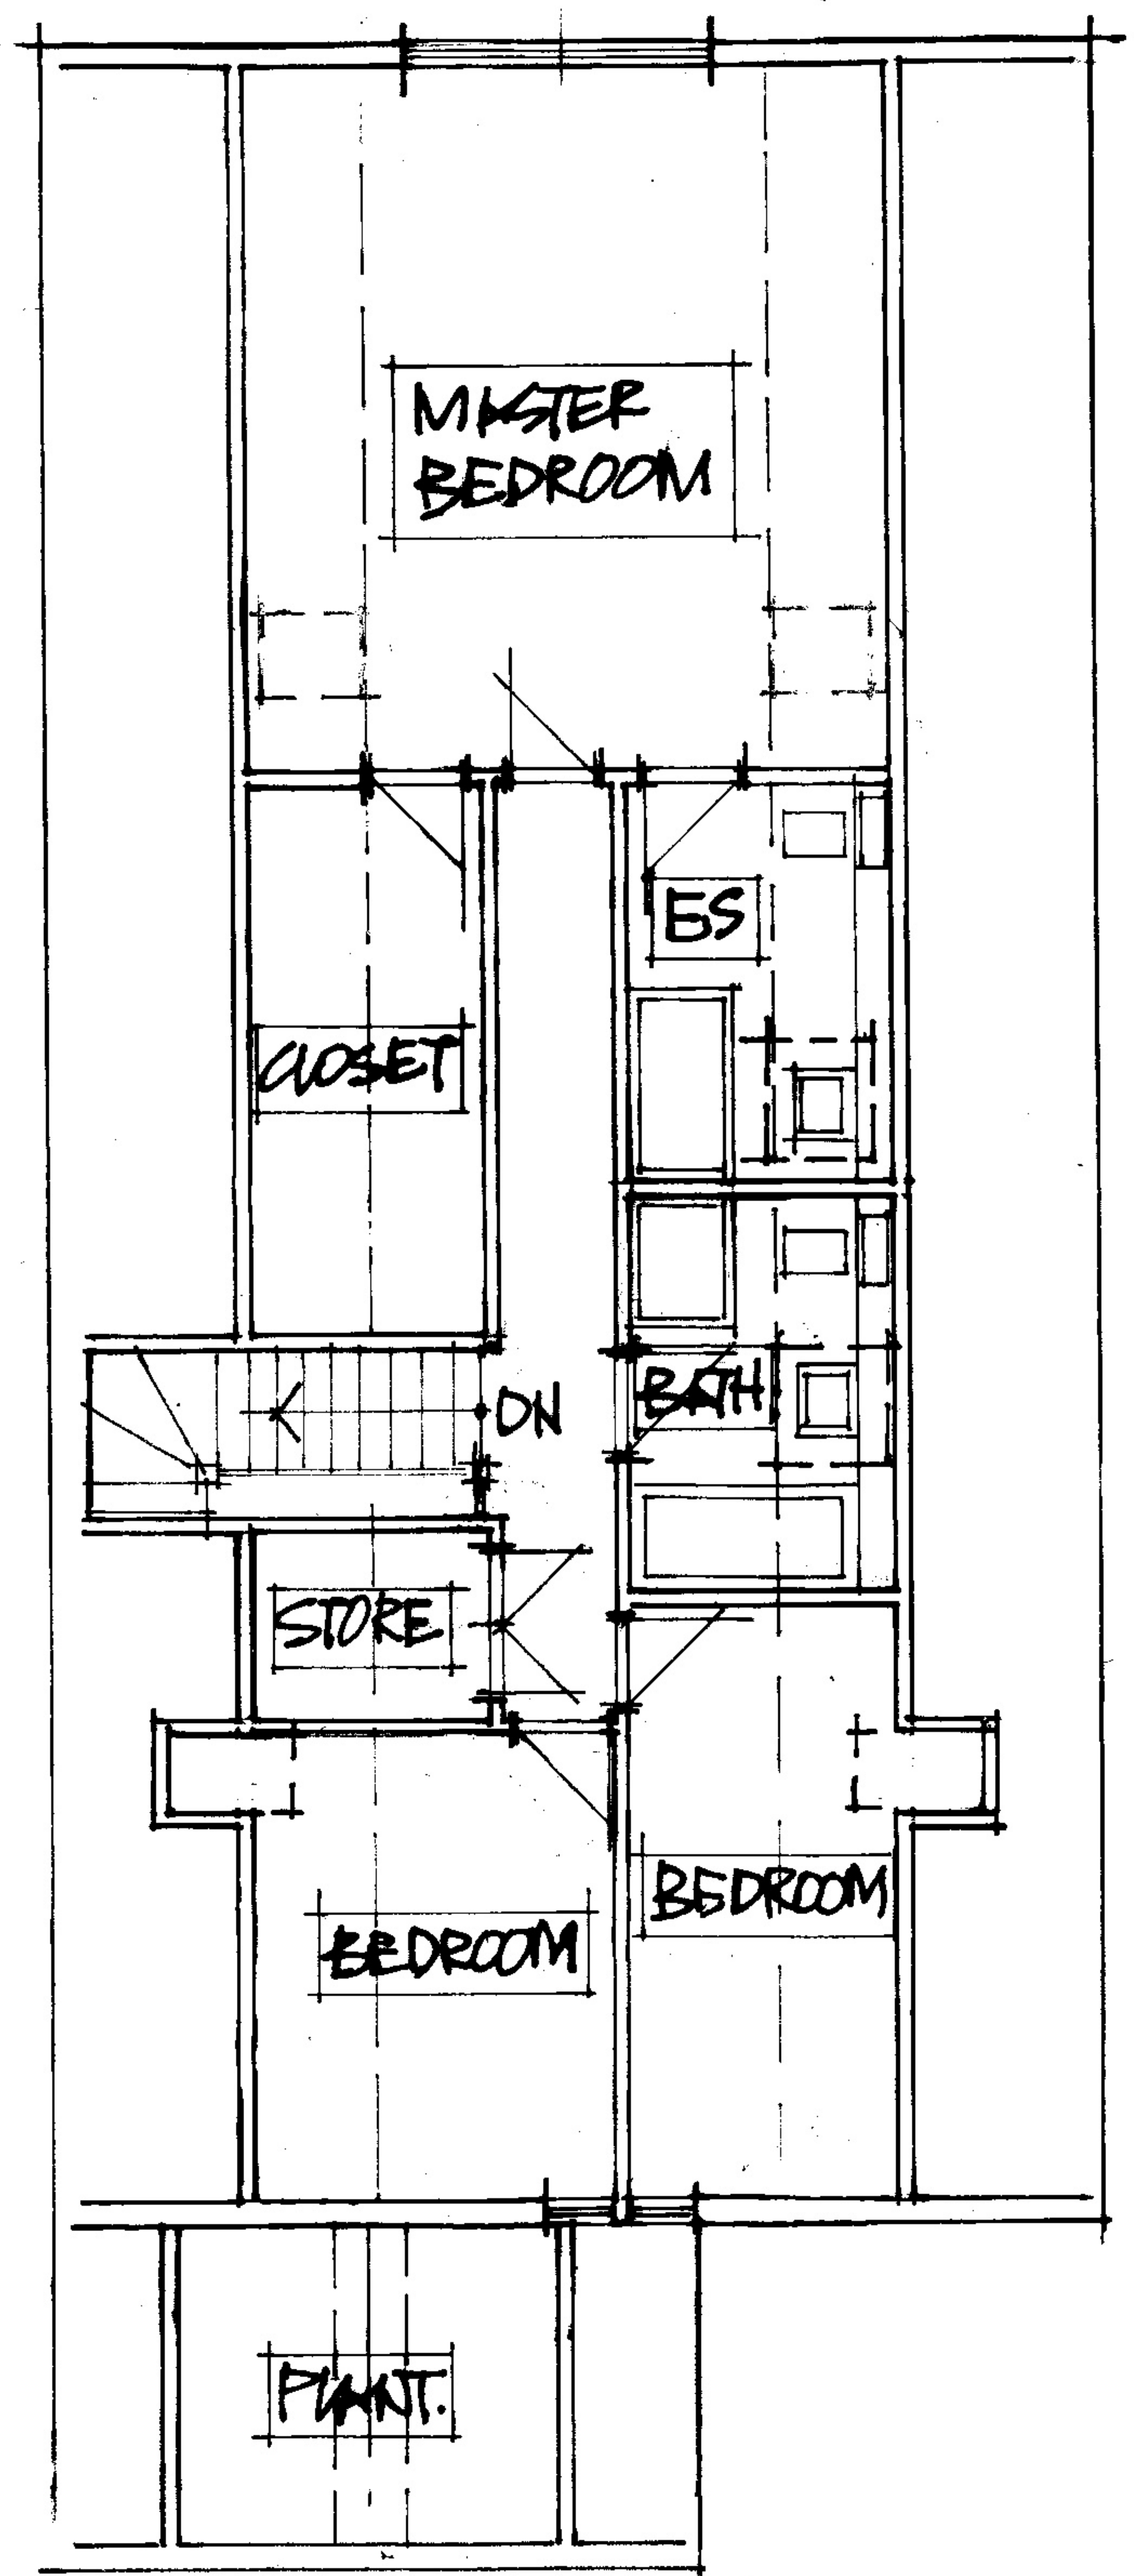 MASTER
BEDROOM
ES
CLOSET
DN
BATH
STORE
BEDROOM
BEDROOM
PLANT.